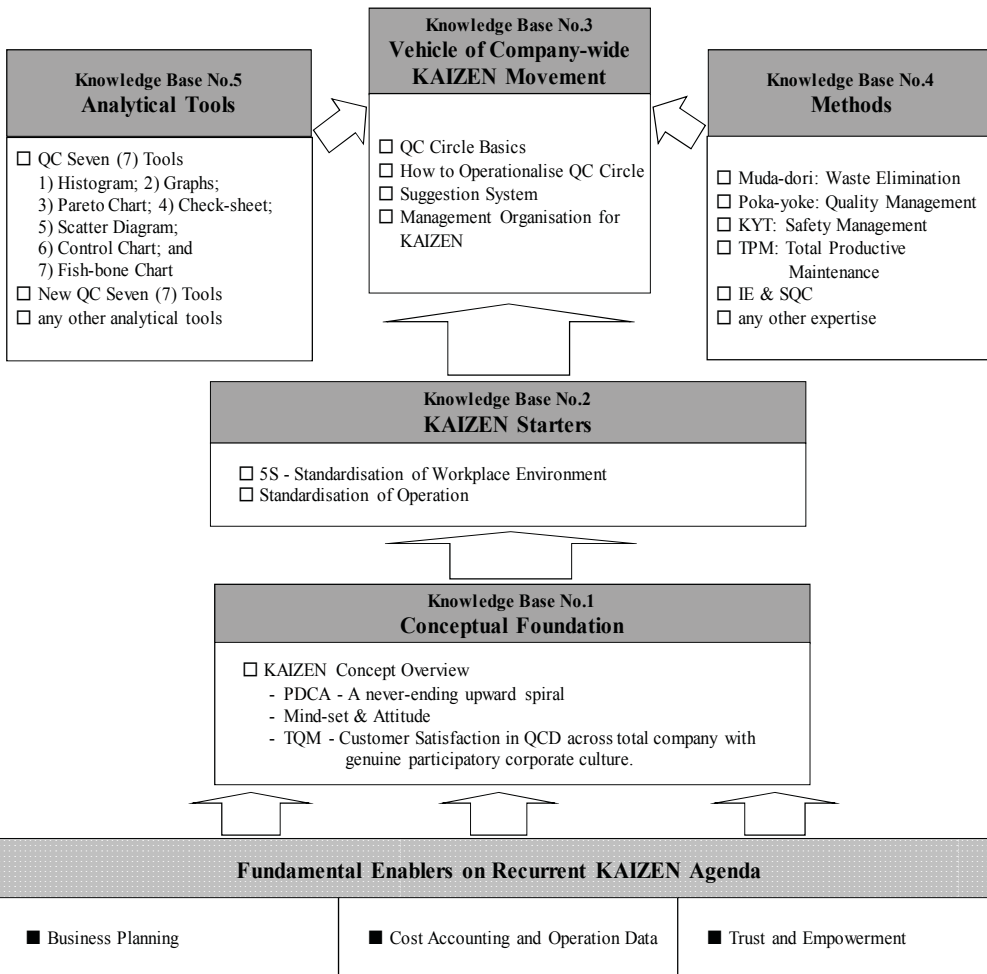 Knowledge Base No.3
Vehicle of Company-wide
KAIZEN Movement
☐ QC Circle Basics
☐ How to Operationalise QC Circle
☐ Suggestion System
☐ Management Organisation for
KAIZEN
Knowledge Base No.5
Analytical Tools
☐ QC Seven (7) Tools
1) Histogram; 2) Graphs;
3) Pareto Chart; 4) Check-sheet;
5) Scatter Diagram;
6) Control Chart; and
7) Fish-bone Chart
☐ New QC Seven (7) Tools
☐ any other analytical tools
Knowledge Base No.4
Methods
☐ Muda-dori: Waste Elimination
☐ Poka-yoke: Quality Management
☐ KYT: Safety Management
☐ TPM: Total Productive
Maintenance
☐ IE & SQC
☐ any other expertise
Knowledge Base No.2
KAIZEN Starters
☐ 5S - Standardisation of Workplace Environment
☐ Standardisation of Operation
Knowledge Base No.1
Conceptual Foundation
☐ KAIZEN Concept Overview
- PDCA - A never-ending upward spiral
- Mind-set & Attitude
- TQM - Customer Satisfaction in QCD across total company with
genuine participatory corporate culture.
Fundamental Enablers on Recurrent KAIZEN Agenda
■ Business Planning
■ Cost Accounting and Operation Data
■ Trust and Empowerment